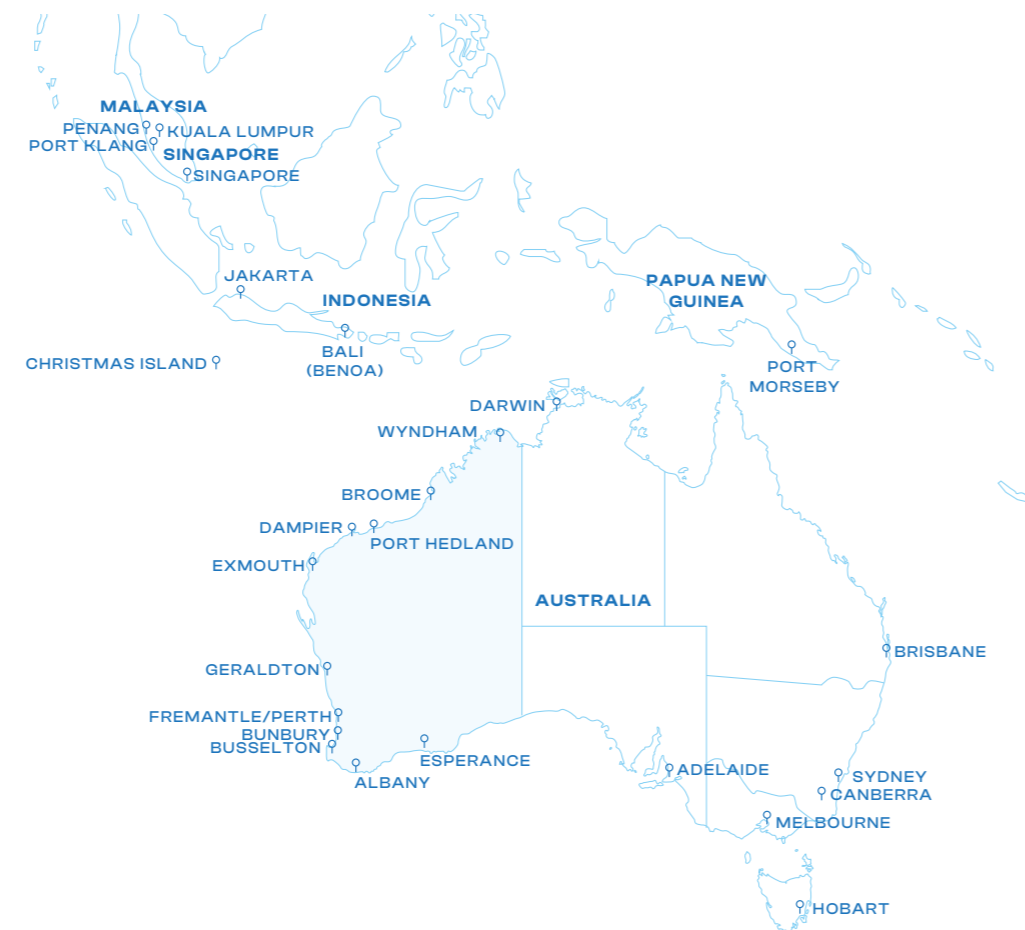 MALAYSIA
PENANG
KUALA LUMPUR
PORT KLANG
SINGAPORE
SINGAPORE
JAKARTA
INDONESIA
PAPUA NEW
GUINEA
BALI
(BENOA)
CHRISTMAS ISLAND
PORT
MORSEBY
DARWIN
WYNDHAM
BROOME
DAMPIER
PORT HEDLAND
EXMOUTH
AUSTRALIA
BRISBANE
GERALDTON
FREMANTLE/PERTH
BUNBURY
BUSSELTON
ESPERANCE
ALBANY
ADELAIDE
SYDNEY
CANBERRA
MELBOURNE
HOBART